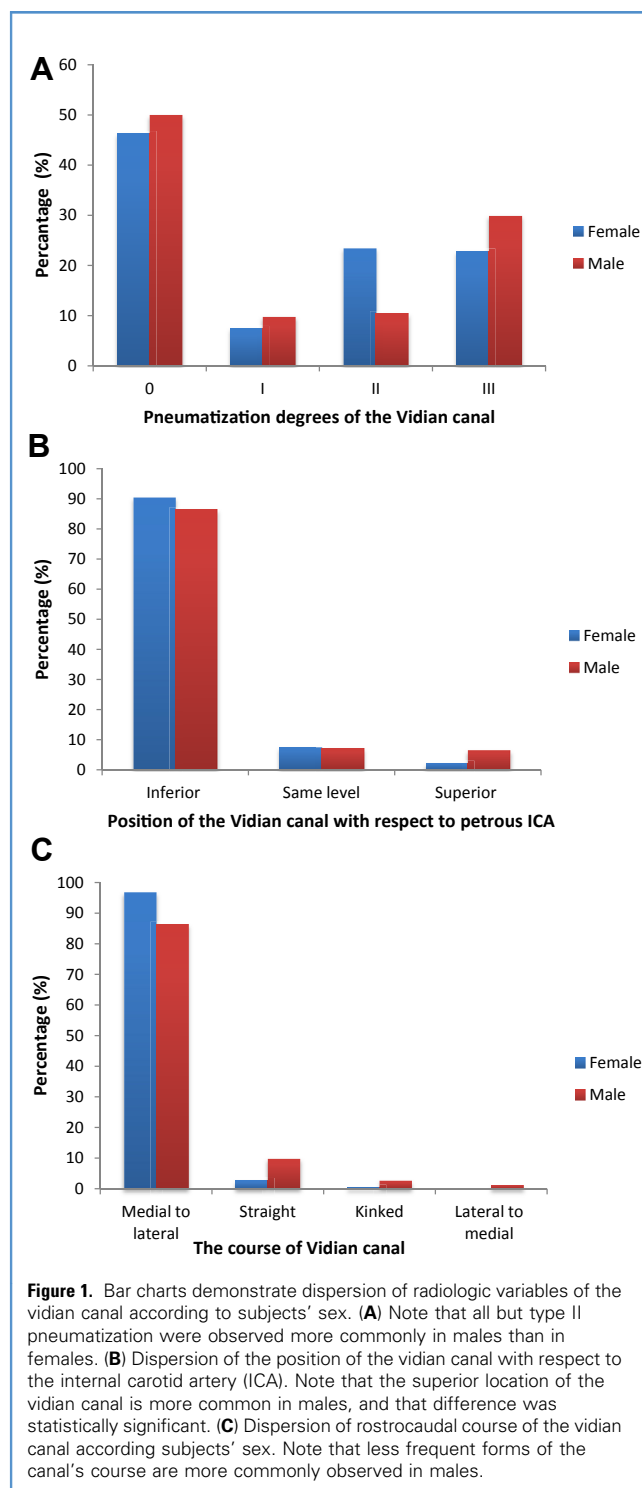 A
60
50
40
30
20
10
0
Percantage (%)
Female
Male
0 I II III
Pneumatization degrees of the Vidian canal
B
100
90
80
70
60
50
40
30
20
10
0
Percentage (%)
Female
Male
Inferior Same level Superior
Position of the Vidian canal with respect to petrous ICA
C
100
90
80
70
60
50
40
30
20
10
0
Percentage (%)
Female
Male
Medial to lateral Straight Kinked Lateral to medial
The course of Vidian canal
Figure 1. Bar charts demonstrate dispersion of radiologic variables of the
vidian canal according to subjects' sex. (A) Note that all but type II
pneumatization were observed more commonly in males than in
females. (B) Dispersion of the position of the vidian canal with respect to
the internal carotid artery (ICA). Note that the superior location of the
vidian canal is more common in males, and that difference was
statistically significant. (C) Dispersion of rostrocaudal course of the vidian
canal according subjects' sex. Note that less frequent forms of the
canal's course are more commonly observed in males.